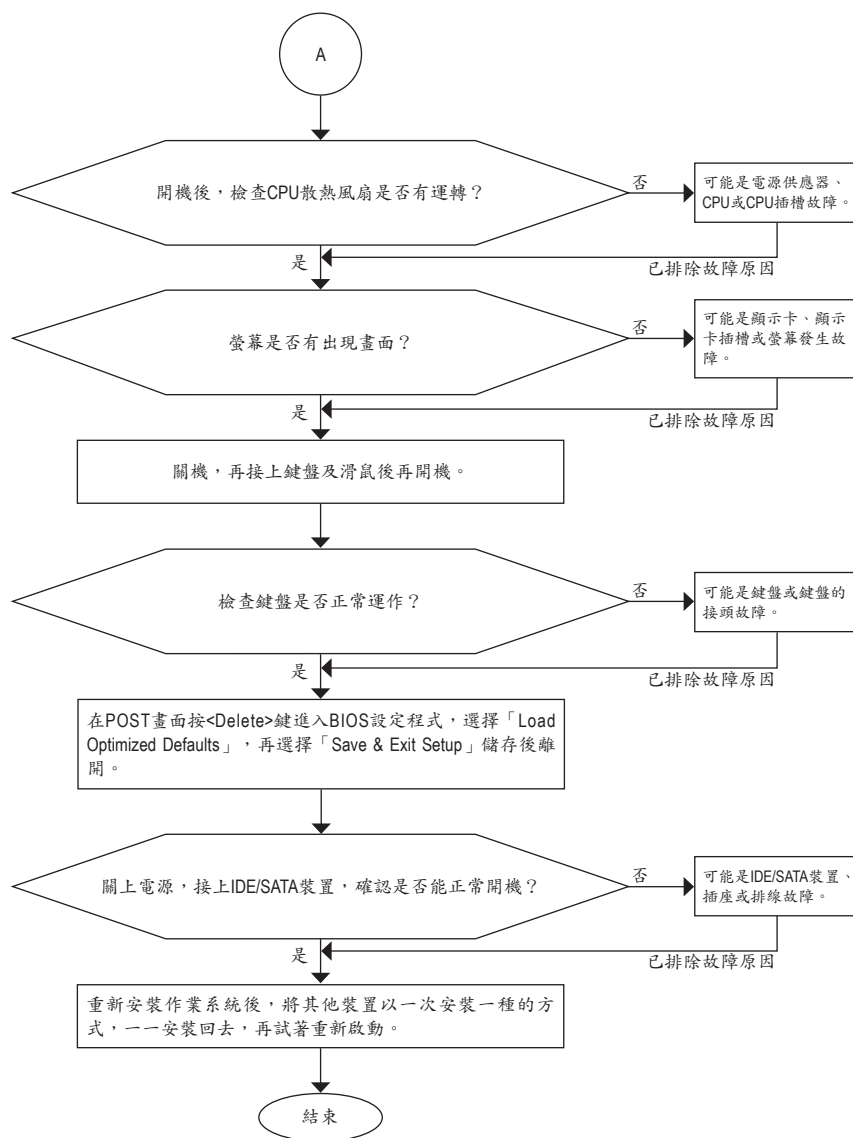 A
開機後，檢查CPU散熱風扇是否有運轉？
否
可能是電源供應器、
CPU或CPU插槽故障。
是
已排除故障原因
螢幕是否有出現畫面？
否
可能是顯示卡、顯示
卡插槽或螢幕發生故
障。
是
已排除故障原因
關機，再接上鍵盤及滑鼠後再開機。
檢查鍵盤是否正常運作？
否
可能是鍵盤或鍵盤的
接頭故障。
是
已排除故障原因
在POST畫面按<Delete>鍵進入BIOS設定程式，選擇「Load
Optimized Defaults」，再選擇「Save & Exit Setup」儲存後離
開。
關上電源，接上IDE/SATA裝置，確認是否能正常開機？
否
可能是IDE/SATA裝置、
插座或排線故障。
是
已排除故障原因
重新安裝作業系統後，將其他裝置以一次安裝一種的方
式，一一安裝回去，再試著重新啟動。
結束